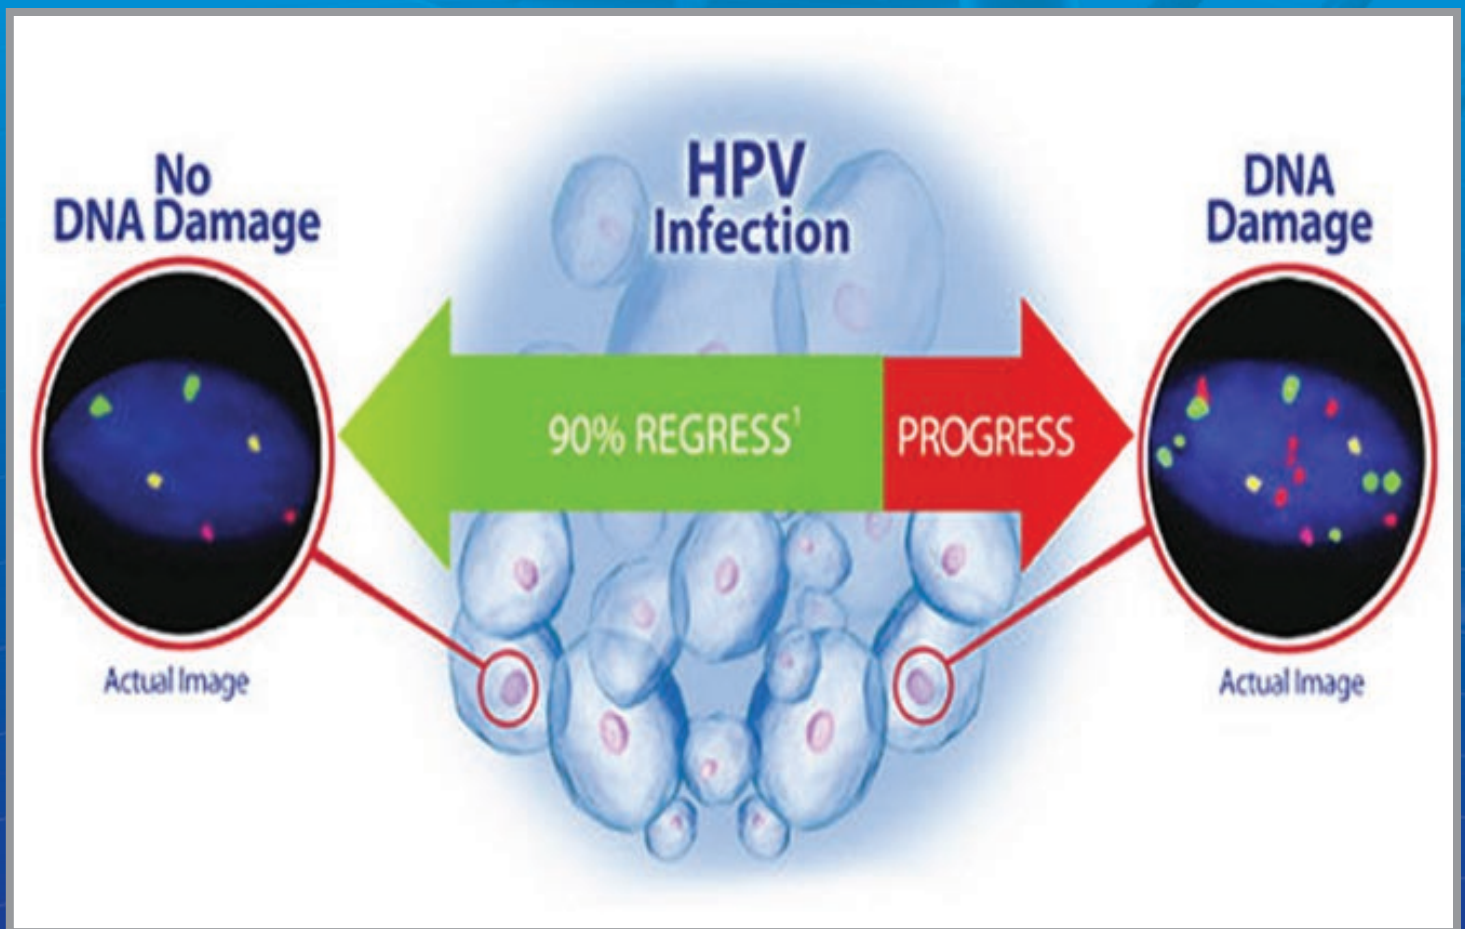 HPV
Infection
No
DNA Damage
DNA
Damage
90% REGRESS¹
PROGRESS
Actual Image
Actual Image